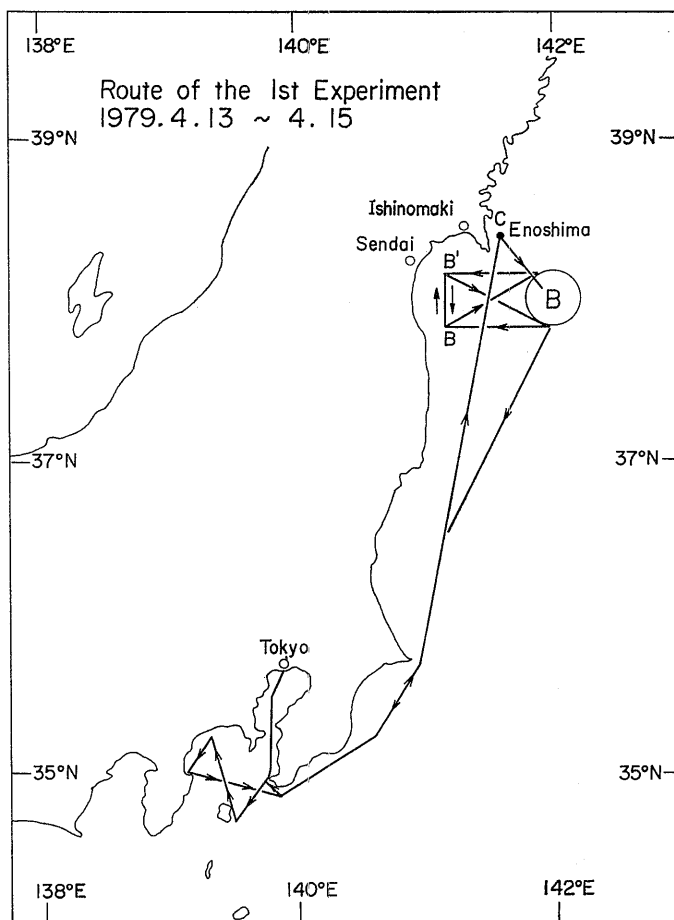 138°E 140°E 142°E
Route of the 1st Experiment
1979.4.13 ~ 4.15
39°N 39°N
Ishinomaki
C
Enoshima
Sendai
B'
B
B
37°N 37°N
Tokyo
35°N 35°N
138°E 140°E 142°E